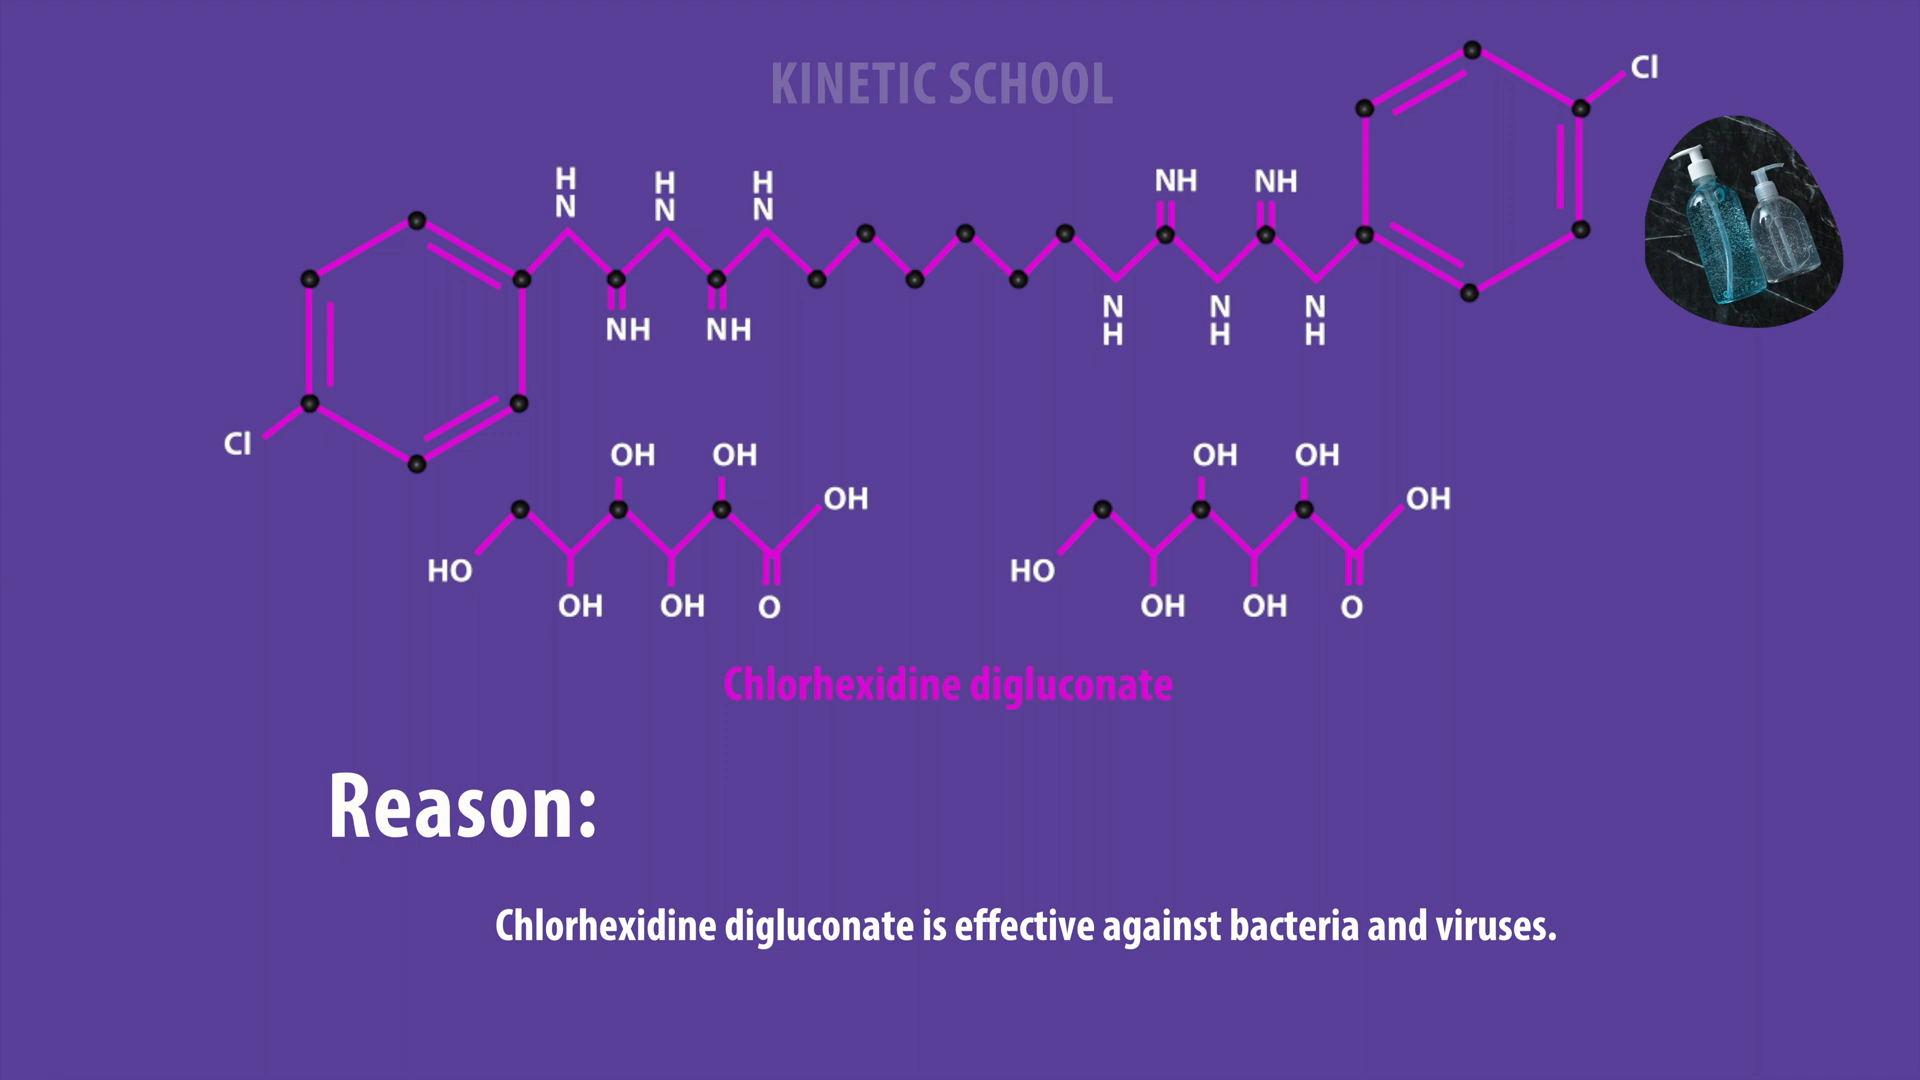 KINETIC SCHOOL
Cl
H
N
H
N
H
N
NH
NH
NH
NH
N
H
N
H
N
H
Cl
OH
OH
OH
HO
OH
OH
O
OH
OH
OH
HO
OH
OH
O
Chlorhexidine digluconate
Reason:
Chlorhexidine digluconate is effective against bacteria and viruses.